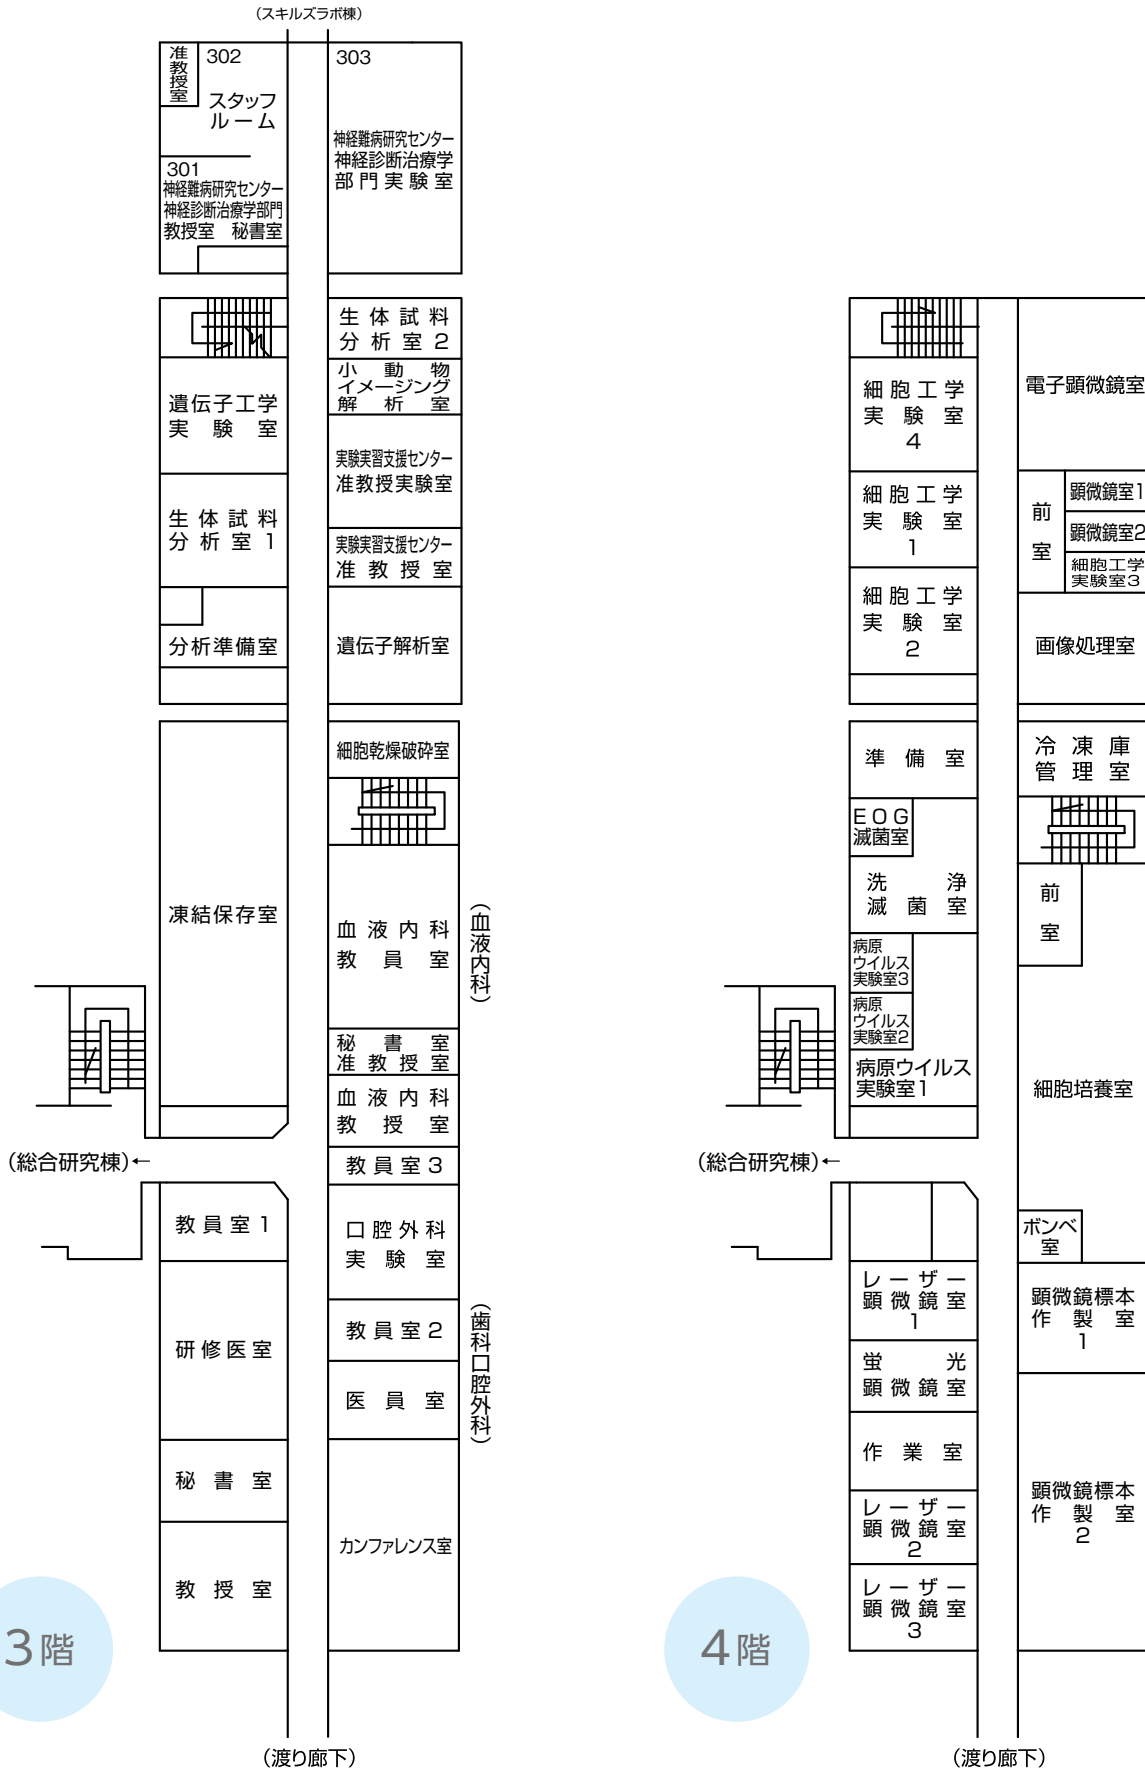 (スキルズラボ棟)
准教授室
302
スタッフ
ルーム
301
神経難病研究センター
神経診断治療学部門
教授室 秘書室
303
神経難病研究センター
神経診断治療学
部門実験室
遺伝子工学
実験室
生体試料
分析室1
分析準備室
生体試料
分析室2
小動物
イメージング
解析室
実験実習支援センター
准教授実験室
実験実習支援センター
准教授室
遺伝子解析室
凍結保存室
細胞乾燥破砕室
血液内科
教員室
秘書室
准教授室
血液内科
教授室
(血液内科)
(総合研究棟)←
教員室1
研修医室
秘書室
教授室
教員室3
口腔外科
実験室
教員室2
医員室
カンファレンス室
(歯科口腔外科)
3階
(渡り廊下)
細胞工学
実験室
4
細胞工学
実験室
1
細胞工学
実験室
2
電子顕微鏡室
前室
顕微鏡室1
顕微鏡室2
細胞工学
実験室3
画像処理室
準備室
EOG
滅菌室
洗浄
滅菌室
病原
ウイルス
実験室3
病原
ウイルス
実験室2
病原ウイルス
実験室1
冷凍庫
管理室
前室
細胞培養室
ボンベ
室
(総合研究棟)←
レーザー
顕微鏡室
1
蛍光
顕微鏡室
作業室
レーザー
顕微鏡室
2
レーザー
顕微鏡室
3
顕微鏡標本
作製室
1
顕微鏡標本
作製室
2
4階
(渡り廊下)